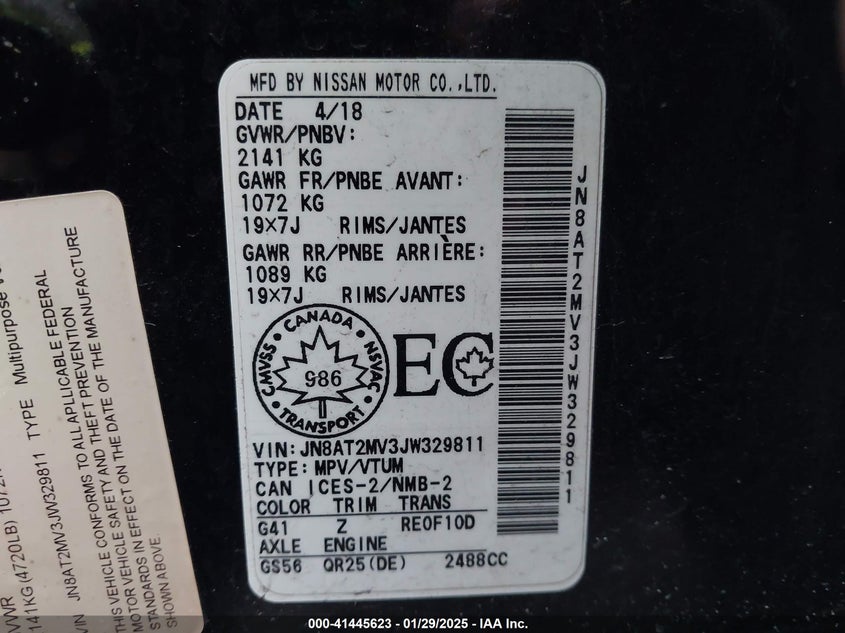 MFD BY NISSAN MOTOR CO.,LTD.
DATE 4/18
GVWR/PNBV:
2141 KG
GAWR FR/PNBE AVANT:
1072 KG
19×7J RIMS/JANTES
GAWR RR/PNBE ARRIÈRE:
1089 KG
19×7J RIMS/JANTES
CANADA
CMVSS 986 NSVAC
TRANSPORT
EC
VIN: JN8AT2MV3JW329811
TYPE: MPV/VTUM
CAN ICES-2/NMB-2
COLOR TRIM TRANS
G41 Z RE0F10D
AXLE ENGINE
GS56 QR25(DE) 2488CC
JN8AT2MV3JW329811
141KG (4720LB)
VIN JN8AT2MV3JW329811 TYPE Multipurpose
THIS VEHICLE CONFORMS TO ALL APLLICABLE FEDERAL
MOTOR VEHICLE SAFETY AND THEFT PREVENTION
STANDARDS IN EFFECT ON THE DATE OF THE MANUFACTURE
SHOWN ABOVE.
000-41445623 - 01/29/2025 - IAA Inc.